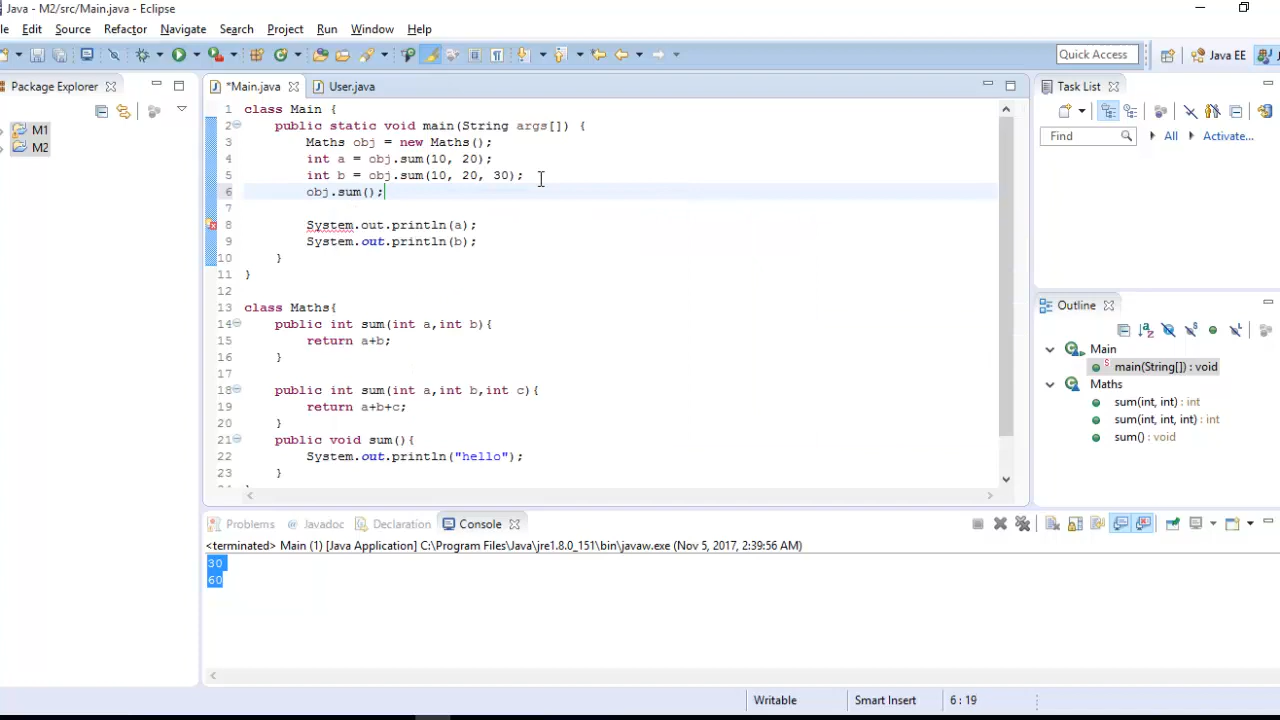 Java - M2/src/Main.java - Eclipse
le Edit Source Refactor Navigate Search Project Run Window Help
Quick Access
Java EE
Package Explorer
*Main.java
User.java
Task List
M1
M2
Find
All
Activate...
1 class Main {
2 public static void main(String args[]) {
3 Maths obj = new Maths();
4 int a = obj.sum(10, 20);
5 int b = obj.sum(10, 20, 30);
6 obj.sum();
7
8 System.out.println(a);
9 System.out.println(b);
10 }
11 }
12
13 class Maths{
14 public int sum(int a,int b){
15 return a+b;
16 }
17
18 public int sum(int a,int b,int c){
19 return a+b+c;
20 }
21 public void sum(){
22 System.out.println("hello");
23 }
Outline
Main
main(String[]) : void
Maths
sum(int, int) : int
sum(int, int, int) : int
sum() : void
Problems
Javadoc
Declaration
Console
<terminated> Main (1) [Java Application] C:\Program Files\Java\jre1.8.0_151\bin\javaw.exe (Nov 5, 2017, 2:39:56 AM)
30
60
Writable
Smart Insert
6 : 19